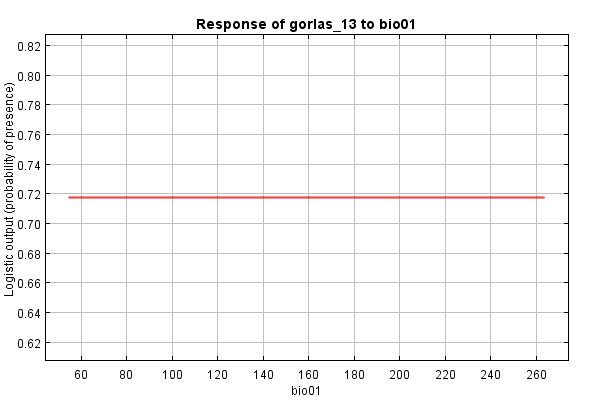 Response of gorlas_13 to bio01
Logistic output (probability of presence)
0.82
0.80
0.78
0.76
0.74
0.72
0.70
0.68
0.66
0.64
0.62
60 80 100 120 140 160 180 200 220 240 260
bio01